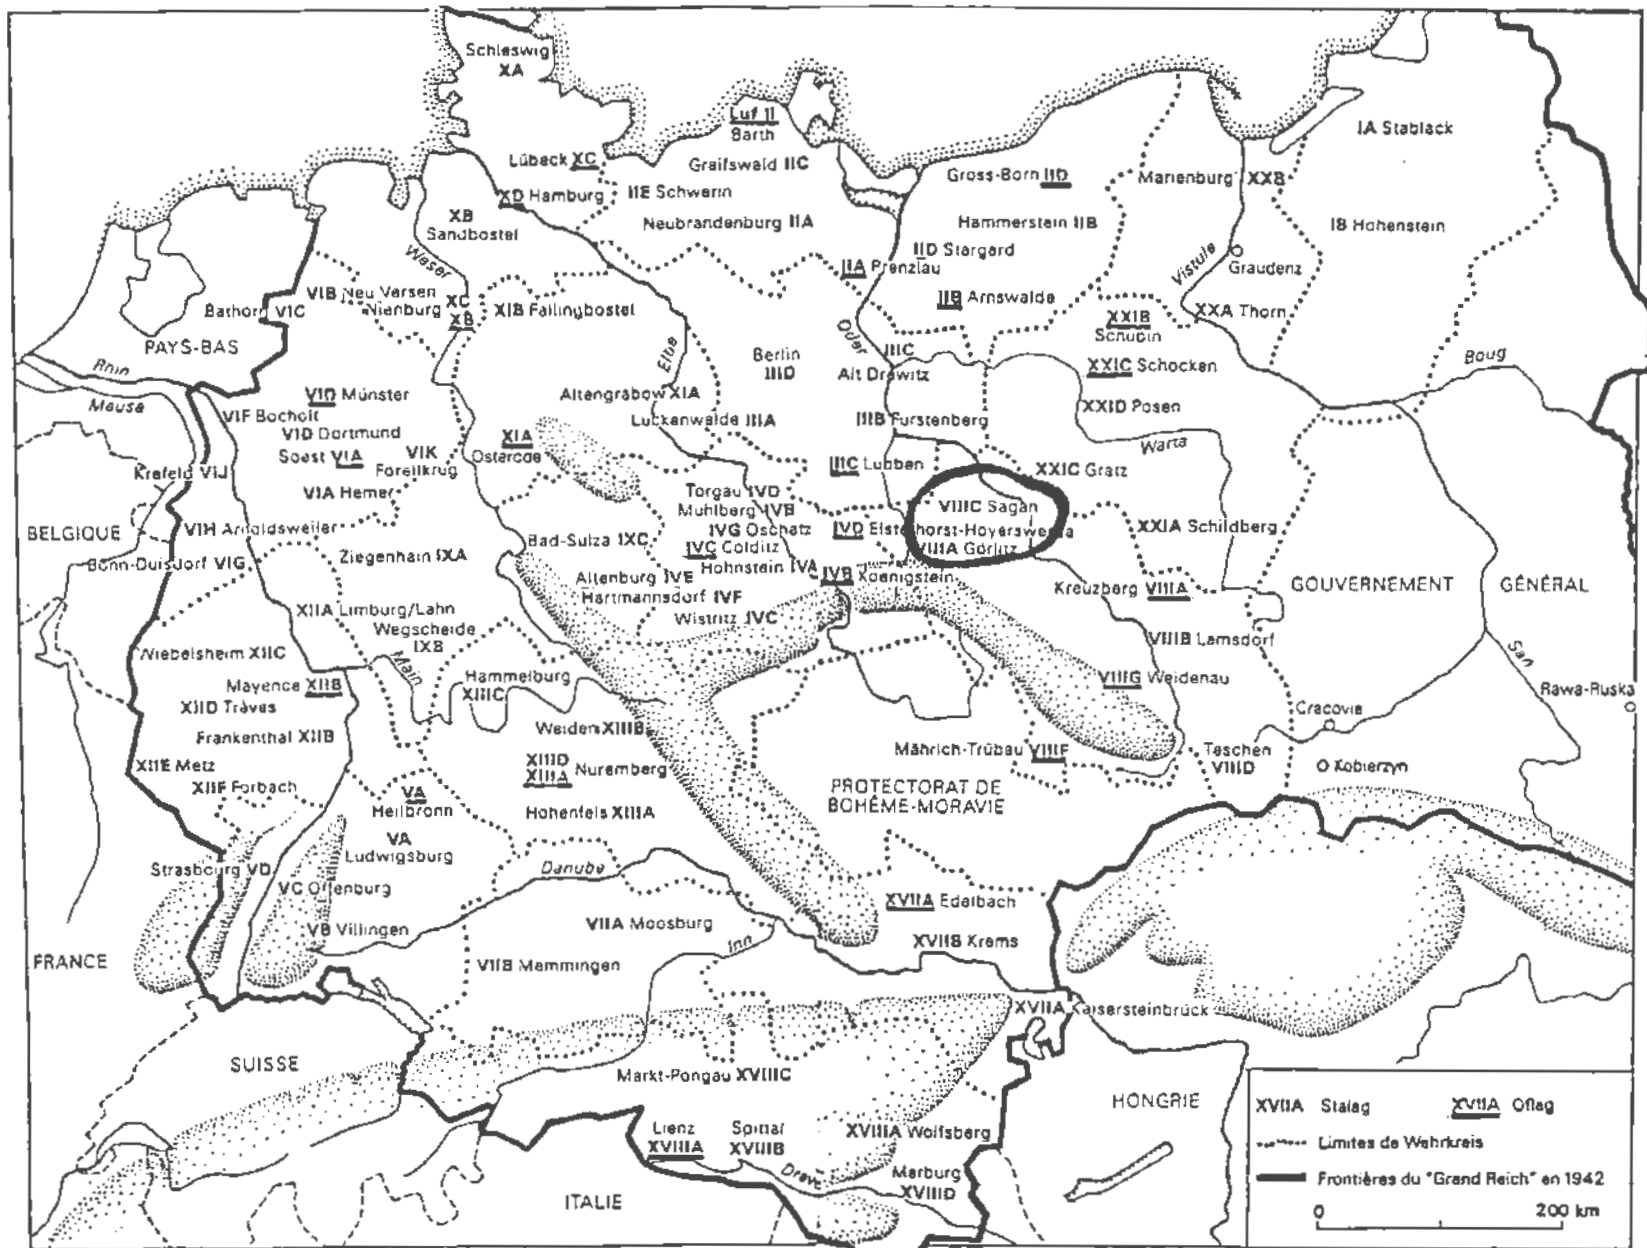 Schleswig
XA
Luf II
Barth
IA Stablack
Lübeck XC
Greifswald IIC
Gross-Born IID
Marienburg XXB
XD Hamburg
IIE Schwerin
XB
Sandbostel
Neubrandenburg IIA
Hammerstein IIB
IB Hohenstein
Weser
IID Stargard
Vistule
Graudenz
IIA Prenzlau
VIB Neu Versen
Nienburg XC
XB
XIB Fallingbostel
IIB Arnswalde
XXIB
Schubin
XXA Thorn
Bathorn VIC
PAYS-BAS
Elbe
Berlin
IIID
Oder
IIIC
Alt Drewitz
XXIC Schocken
Boug
Rhin
Meuse
VID Münster
Altengrabow XIA
XXID Posen
VIF Bocholt
Luckenwalde IIIA
IIIB Furstenberg
VID Dortmund
XIA
Osterode
Warta
Soest VIA
VIK
Forellkrug
IIIC Lubben
XXIC Gratz
Krefeld VIJ
VIA Hemer
Torgau IVD
Muhlberg IVB
VIIIC Sagan
BELGIQUE
VIH Arnoldsweiler
IVG Oschatz
IVD Elsterhorst-Hoyerswerda
XXIA Schildberg
Bad-Sulza IXC
IVC Colditz
VIIIA Görlitz
Bonn-Duisdorf VIG
Ziegenhain IXA
Hohnstein IVA
Altenburg IVE
IVB Koenigstein
Kreuzberg VIIIA
GOUVERNEMENT GÉNÉRAL
Hartmannsdorf IVF
XIIA Limburg/Lahn
Wistritz IVC
Wegscheide
IXB
VIIIB Lamsdorf
Wiebelsheim XIIC
Main
Hammelburg
XIIIC
San
Mayence XIIB
VIIIG Weidenau
Rawa-Ruska
XIID Trèves
Cracovie
Frankenthal XIIB
Weiden XIIIB
Mährich-Trübau VIIIF
Teschen
VIIID
XIIE Metz
XIIID
XIIIA Nuremberg
Kobierzyn
XIIF Forbach
PROTECTORAT DE
BOHÊME-MORAVIE
VA
Heilbronn
Hohenfels XIIIA
VA
Ludwigsburg
Strasbourg VD
Danube
VC Offenburg
XVIIA Edelbach
VB Villingen
VIIA Moosburg
Inn
XVIIB Krems
FRANCE
VIIB Memmingen
XVIIA Kaisersteinbrück
SUISSE
Markt-Pongau XVIIIC
HONGRIE
Lienz
XVIIIA
Spittal
XVIIIB
XVIIIA Wolfsberg
Drave
Marburg
XVIIID
ITALIE
XVIIA Stalag XVIIA Oflag
Limites de Wehrkreis
Frontières du "Grand Reich" en 1942
0 200 km